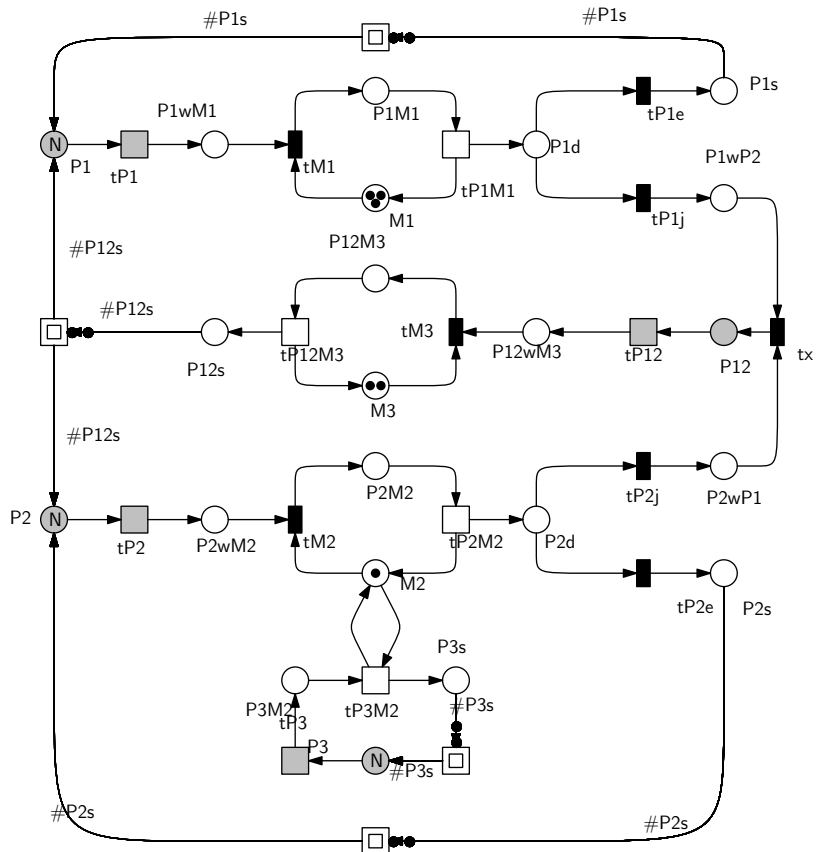 #P1s
#P1s
P1s
P1wM1
P1M1
tP1e
N
P1
tP1
tM1
P1d
P1wP2
tP1M1
M1
tP1j
P12M3
#P12s
#P12s
tM3
P12wM3
P12s
tP12M3
tP12
P12
tx
M3
#P12s
P2M2
tP2j
P2wP1
P2
N
tP2
P2wM2
tM2
tP2M2
P2d
M2
tP2e
P2s
P3s
P3M2
tP3
tP3M2
#P3s
P3
N
#P3s
#P2s
#P2s